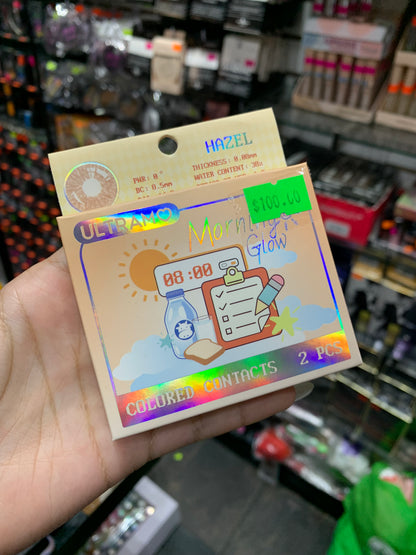 HAZEL
PWR: 0°
THICKNESS: 0.08mm
BC: 8.5mm
WATER CONTENT: 38%
$100.00
ULTRAMO
Morning
Glow
08:00
COLORED CONTACTS 2 PCS